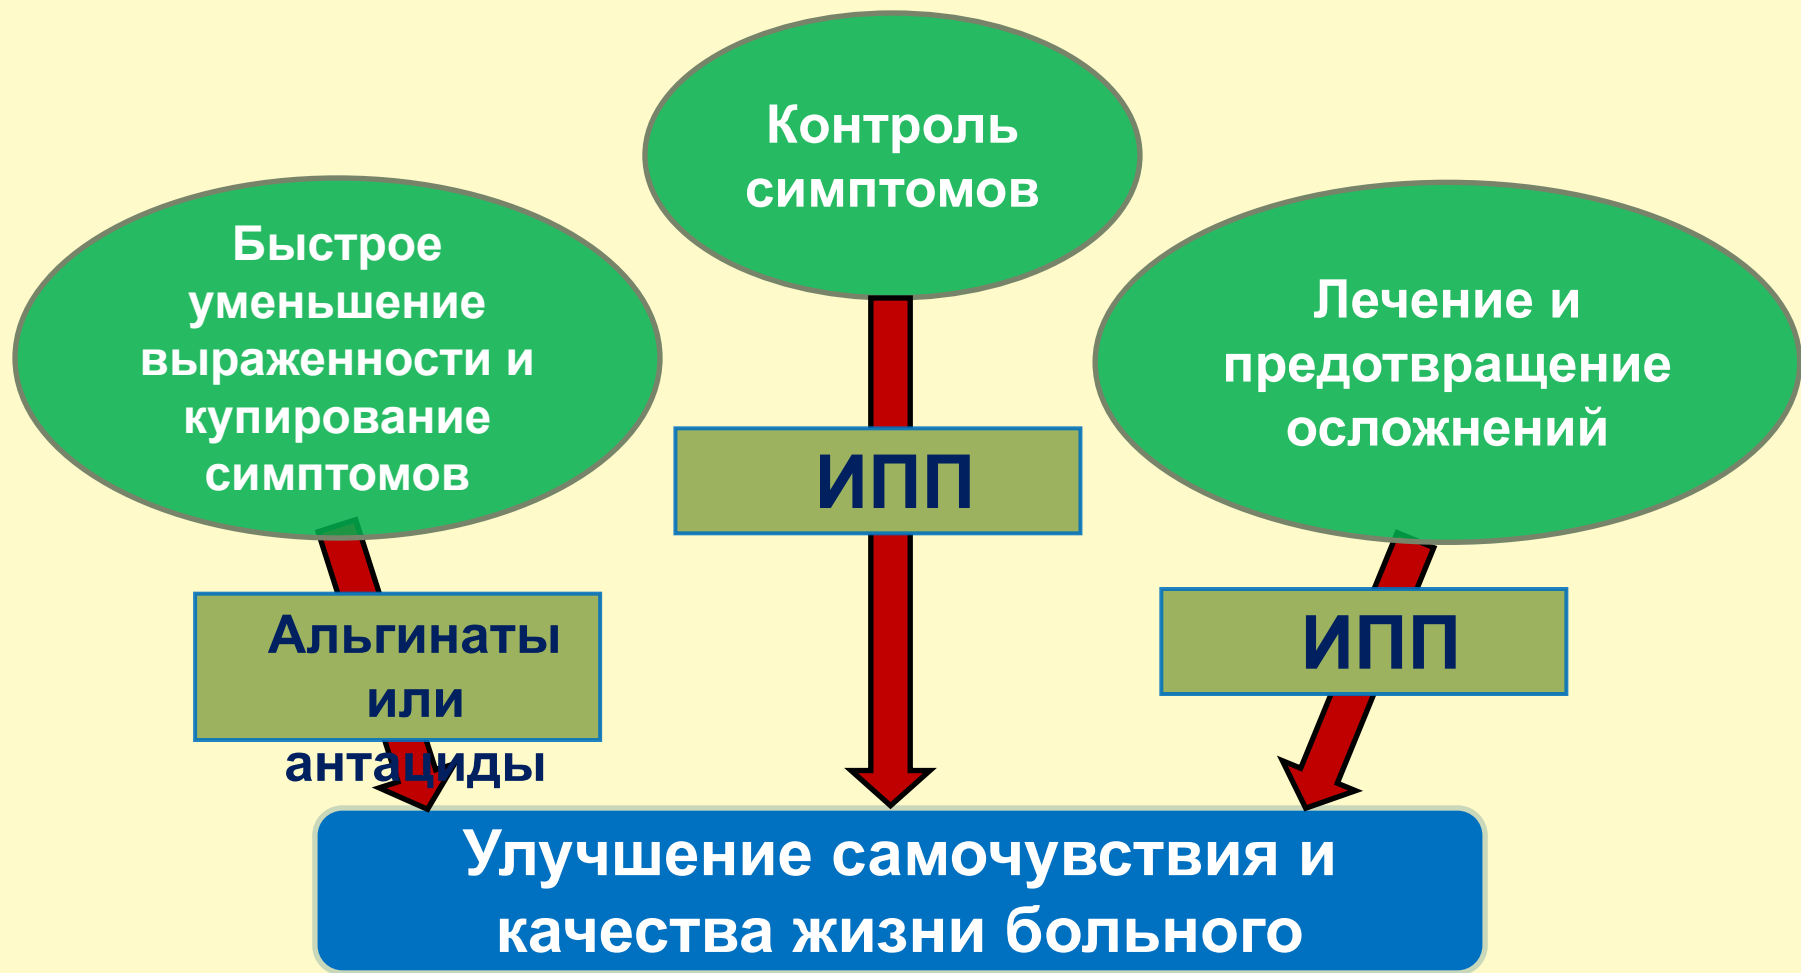 Контроль
симптомов
Быстрое
уменьшение
выраженности и
купирование
симптомов
Лечение и
предотвращение
осложнений
ИПП
Альгинаты
или
антациды
ИПП
Улучшение самочувствия и
качества жизни больного